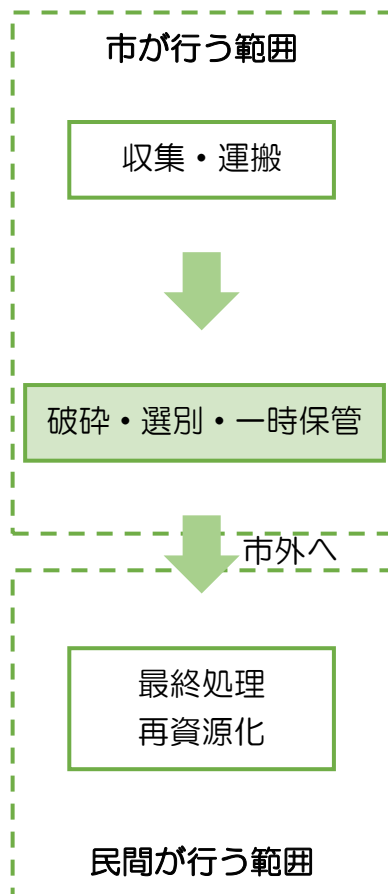 市が行う範囲
収集・運搬
破砕・選別・一時保管
市外へ
最終処理
再資源化
民間が行う範囲